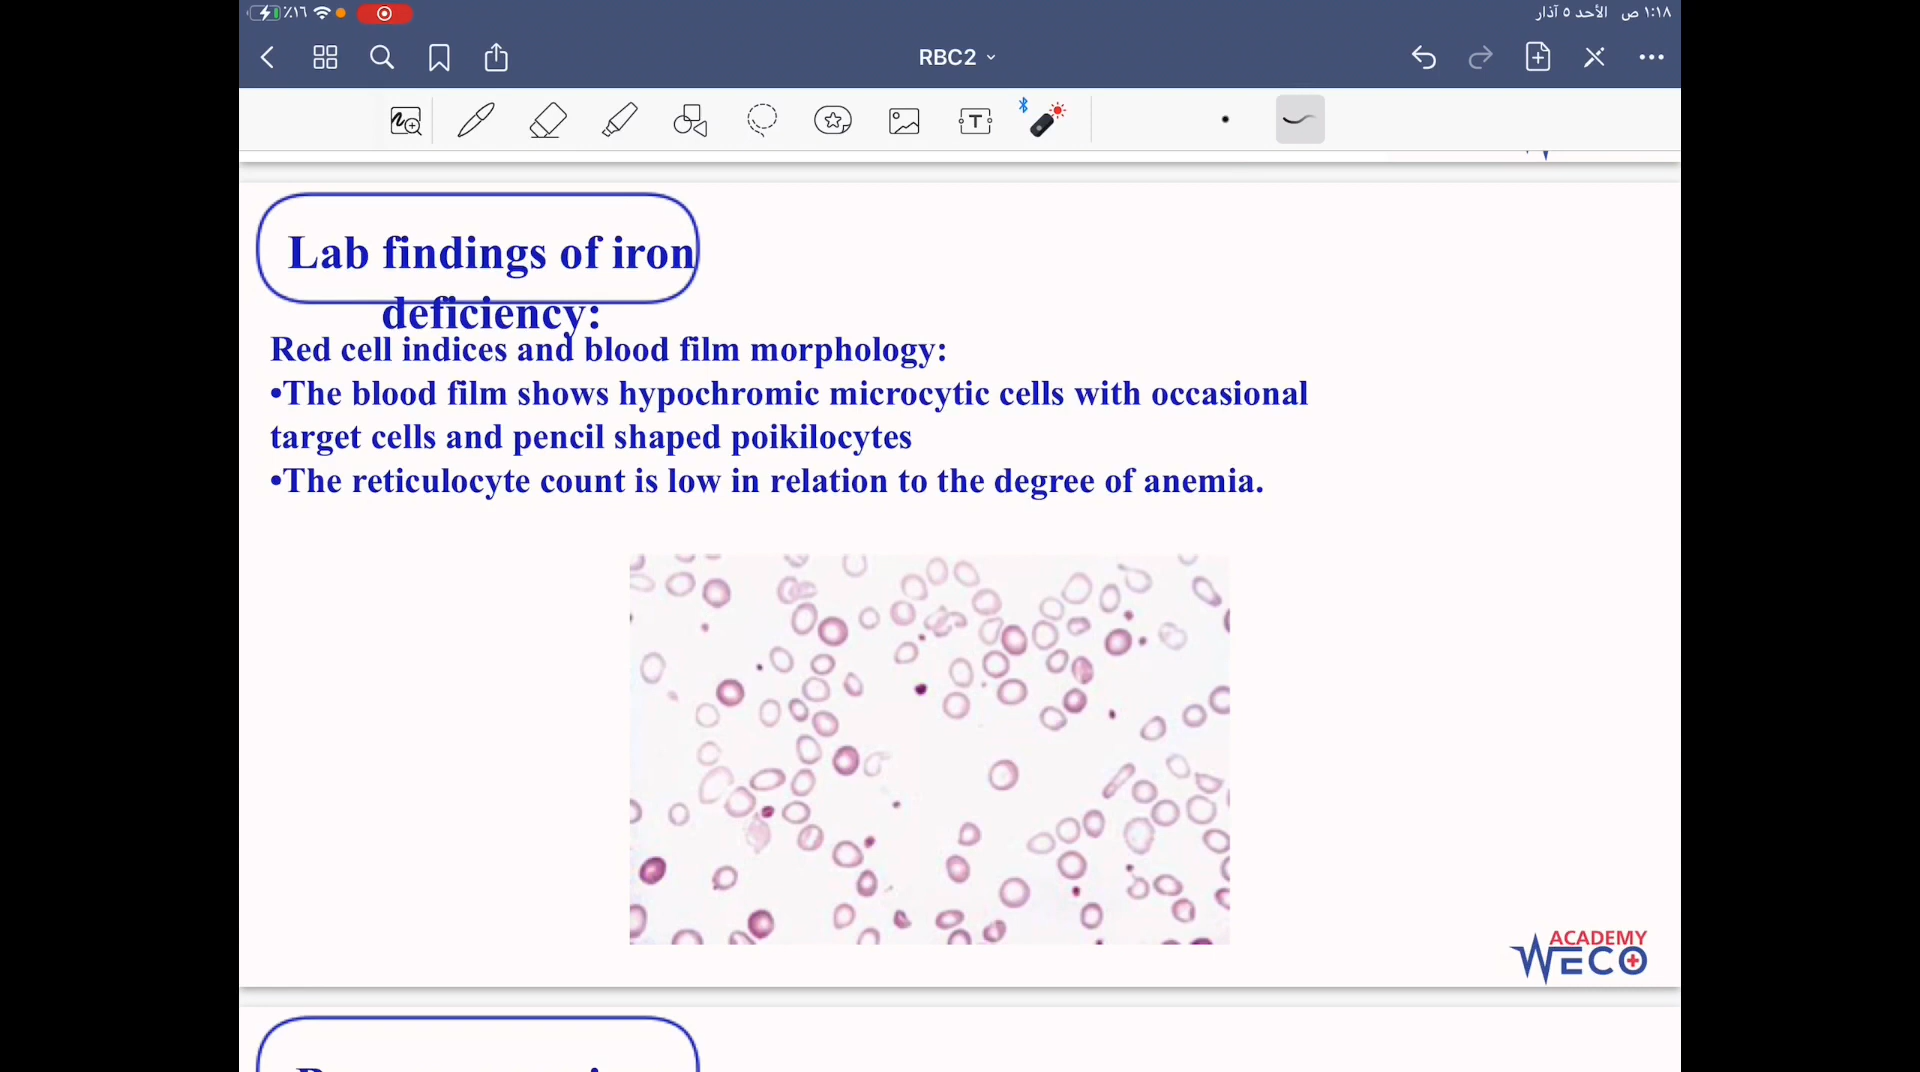 ٪١٦
١:١٨ ص الأحد ٥ آذار
RBC2
T
Lab findings of iron
deficiency:
Red cell indices and blood film morphology:
•The blood film shows hypochromic microcytic cells with occasional
target cells and pencil shaped poikilocytes
•The reticulocyte count is low in relation to the degree of anemia.
ACADEMY
WECO